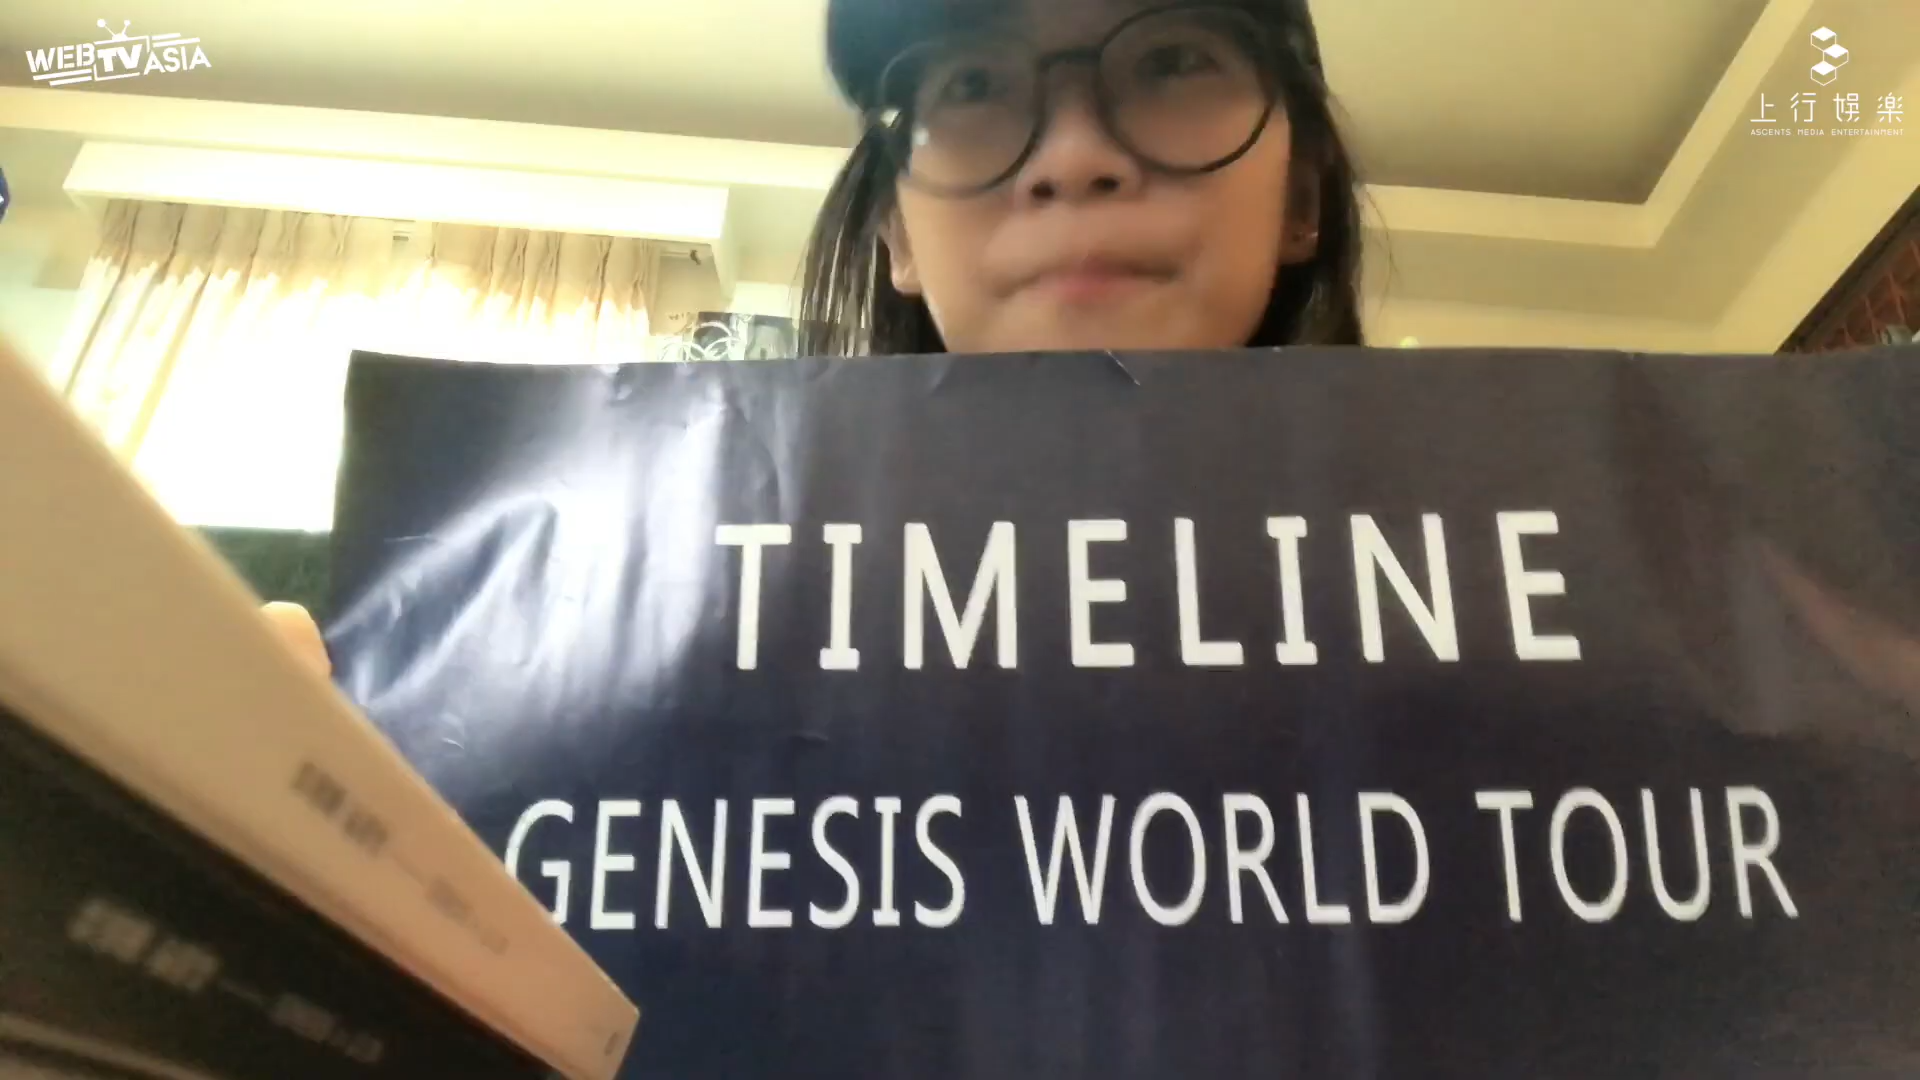 WEBTVASIA
上行娛樂
ASCENTS MEDIA ENTERTAINMENT
TIMELINE
GENESIS WORLD TOUR